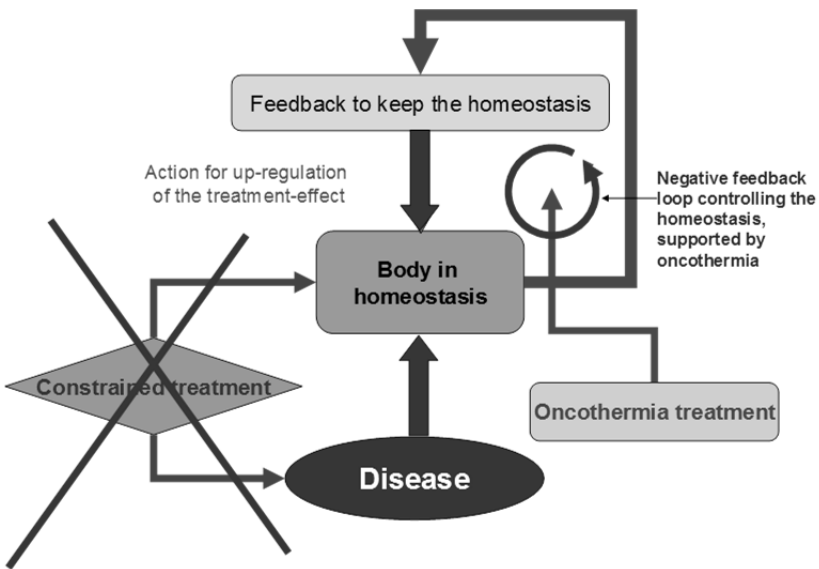 Feedback to keep the homeostasis
Action for up-regulation
of the treatment-effect
Negative feedback
loop controlling the
homeostasis,
supported by
oncothermia
Body in
homeostasis
Constrained treatment
Oncothermia treatment
Disease